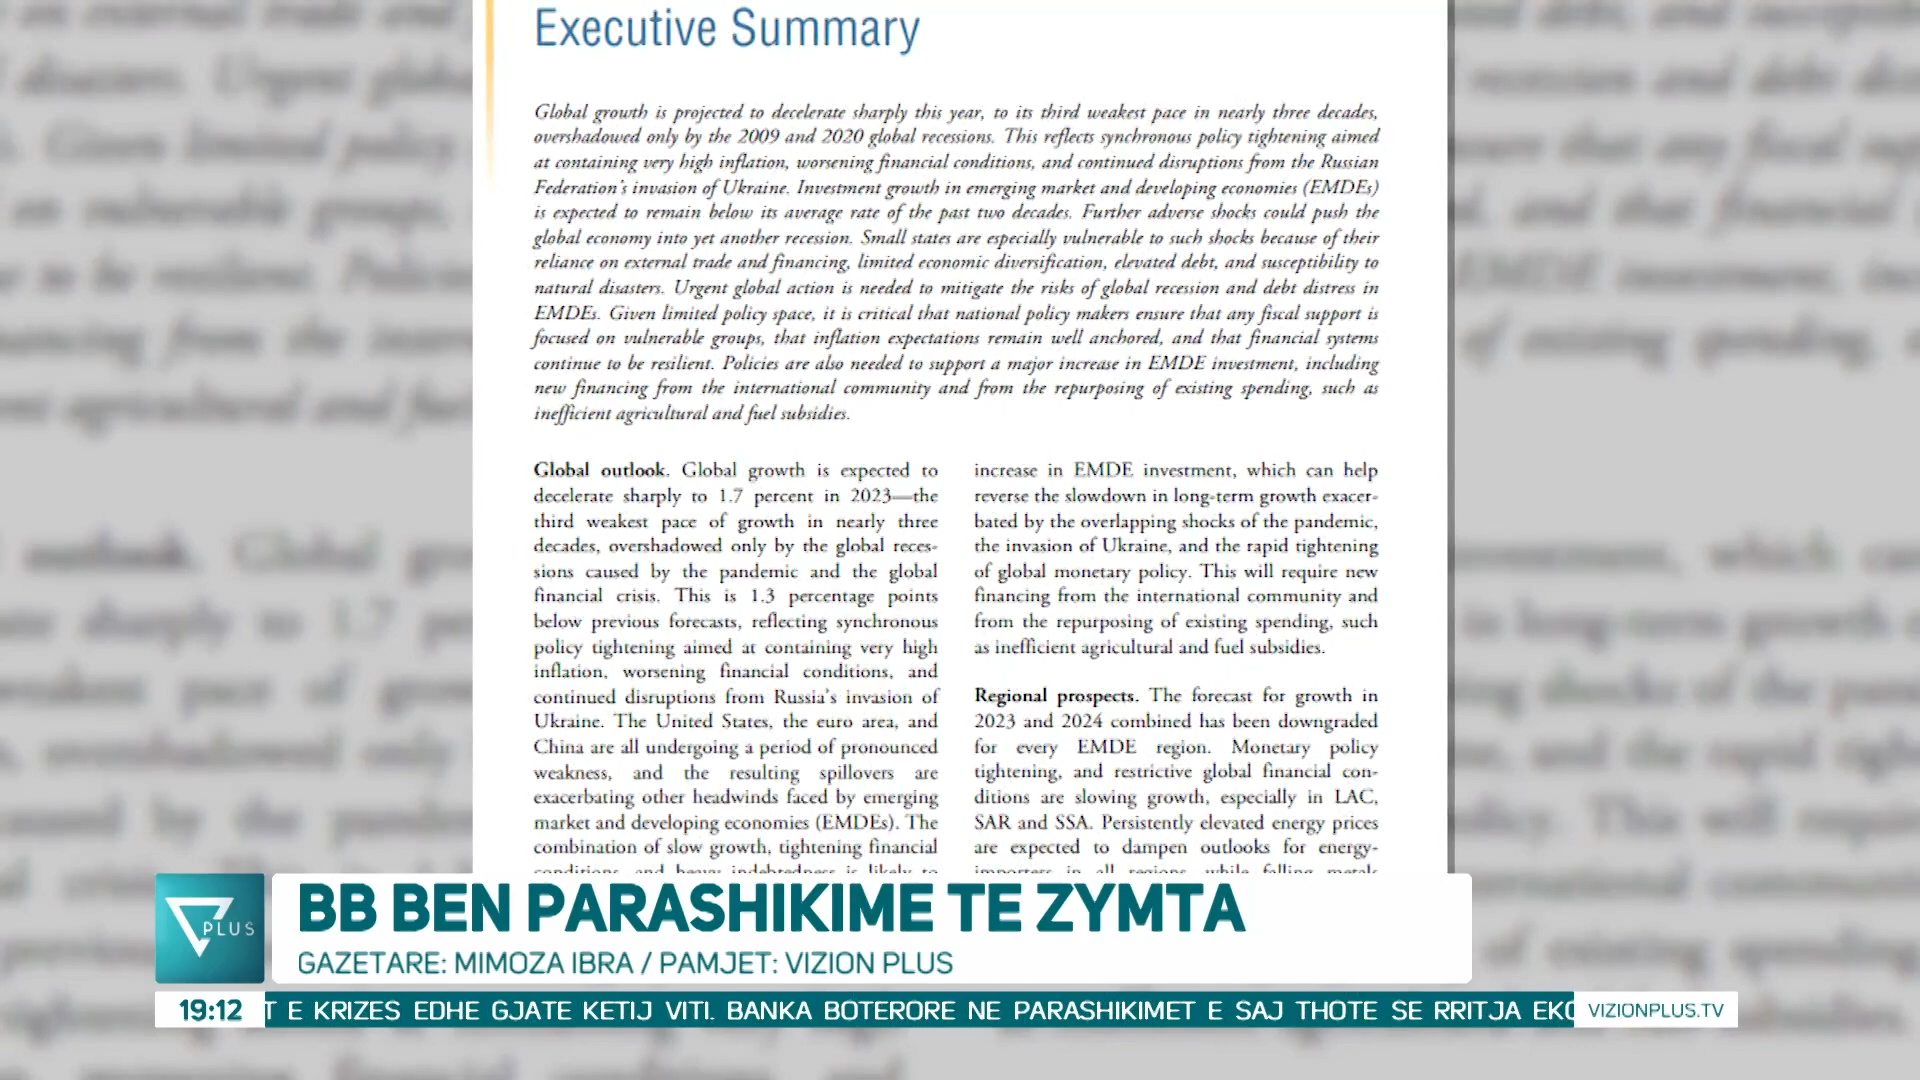 Executive Summary
Global growth is projected to decelerate sharply this year, to its third weakest pace in nearly three decades,
overshadowed only by the 2009 and 2020 global recessions. This reflects synchronous policy tightening aimed
at containing very high inflation, worsening financial conditions, and continued disruptions from the Russian
Federation's invasion of Ukraine. Investment growth in emerging market and developing economies (EMDEs)
is expected to remain below its average rate of the past two decades. Further adverse shocks could push the
global economy into yet another recession. Small states are especially vulnerable to such shocks because of their
reliance on external trade and financing, limited economic diversification, elevated debt, and susceptibility to
natural disasters. Urgent global action is needed to mitigate the risks of global recession and debt distress in
EMDEs. Given limited policy space, it is critical that national policy makers ensure that any fiscal support is
focused on vulnerable groups, that inflation expectations remain well anchored, and that financial systems
continue to be resilient. Policies are also needed to support a major increase in EMDE investment, including
new financing from the international community and from the repurposing of existing spending, such as
inefficient agricultural and fuel subsidies.
Global outlook. Global growth is expected to
decelerate sharply to 1.7 percent in 2023—the
third weakest pace of growth in nearly three
decades, overshadowed only by the global reces-
sions caused by the pandemic and the global
financial crisis. This is 1.3 percentage points
below previous forecasts, reflecting synchronous
policy tightening aimed at containing very high
inflation, worsening financial conditions, and
continued disruptions from Russia's invasion of
Ukraine. The United States, the euro area, and
China are all undergoing a period of pronounced
weakness, and the resulting spillovers are
exacerbating other headwinds faced by emerging
market and developing economies (EMDEs). The
combination of slow growth, tightening financial
conditions, and heavy indebtedness is likely to
increase in EMDE investment, which can help
reverse the slowdown in long-term growth exacer-
bated by the overlapping shocks of the pandemic,
the invasion of Ukraine, and the rapid tightening
of global monetary policy. This will require new
financing from the international community and
from the repurposing of existing spending, such
as inefficient agricultural and fuel subsidies.
Regional prospects. The forecast for growth in
2023 and 2024 combined has been downgraded
for every EMDE region. Monetary policy
tightening, and restrictive global financial con-
ditions are slowing growth, especially in LAC,
SAR and SSA. Persistently elevated energy prices
are expected to dampen outlooks for energy-
importers in all regions, while falling metals
PLUS
BB BEN PARASHIKIME TE ZYMTA
GAZETARE: MIMOZA IBRA / PAMJET: VIZION PLUS
19:12
T E KRIZES EDHE GJATE KETIJ VITI. BANKA BOTERORE NE PARASHIKIMET E SAJ THOTE SE RRITJA EKO
VIZIONPLUS.TV